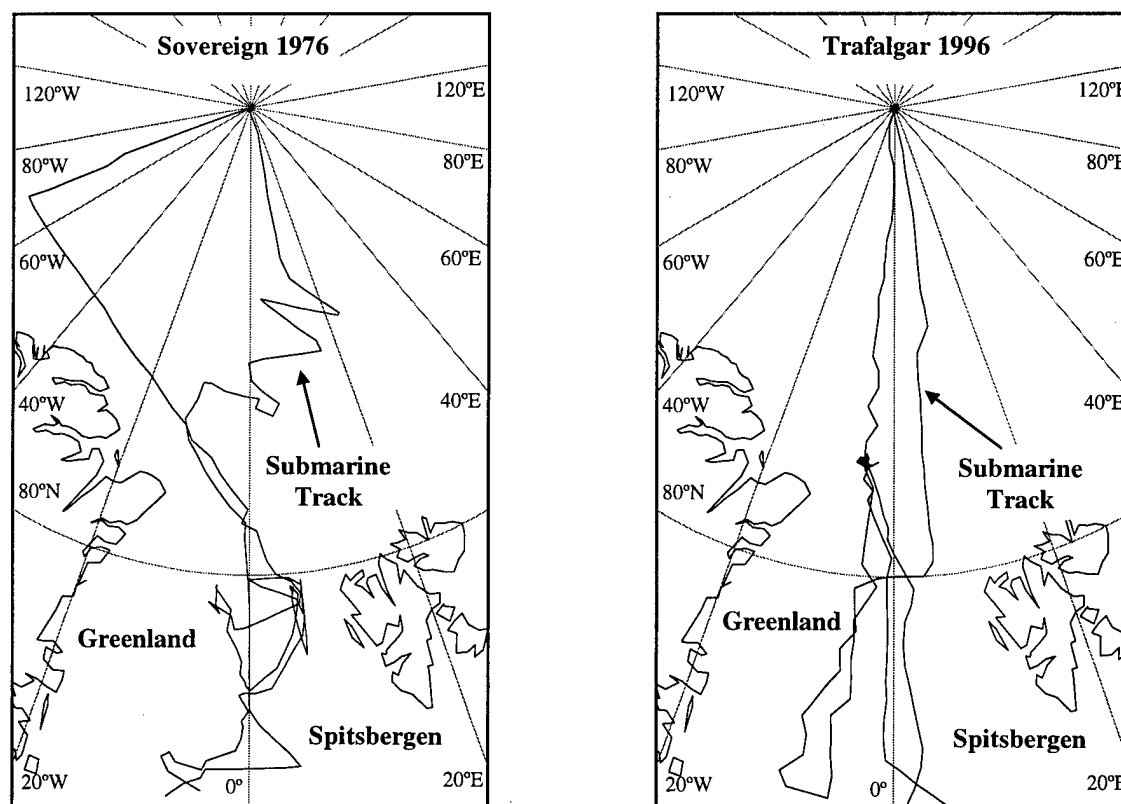 Sovereign 1976
120ºW
120ºE
80ºW
80ºE
60ºW
60ºE
40ºW
40ºE
Submarine
Track
80ºN
Greenland
Spitsbergen
20ºW
0º
20ºE
Trafalgar 1996
120ºW
120ºE
80ºW
80ºE
60ºW
60ºE
40ºW
40ºE
Submarine
Track
80ºN
Greenland
Spitsbergen
20ºW
0º
20ºE